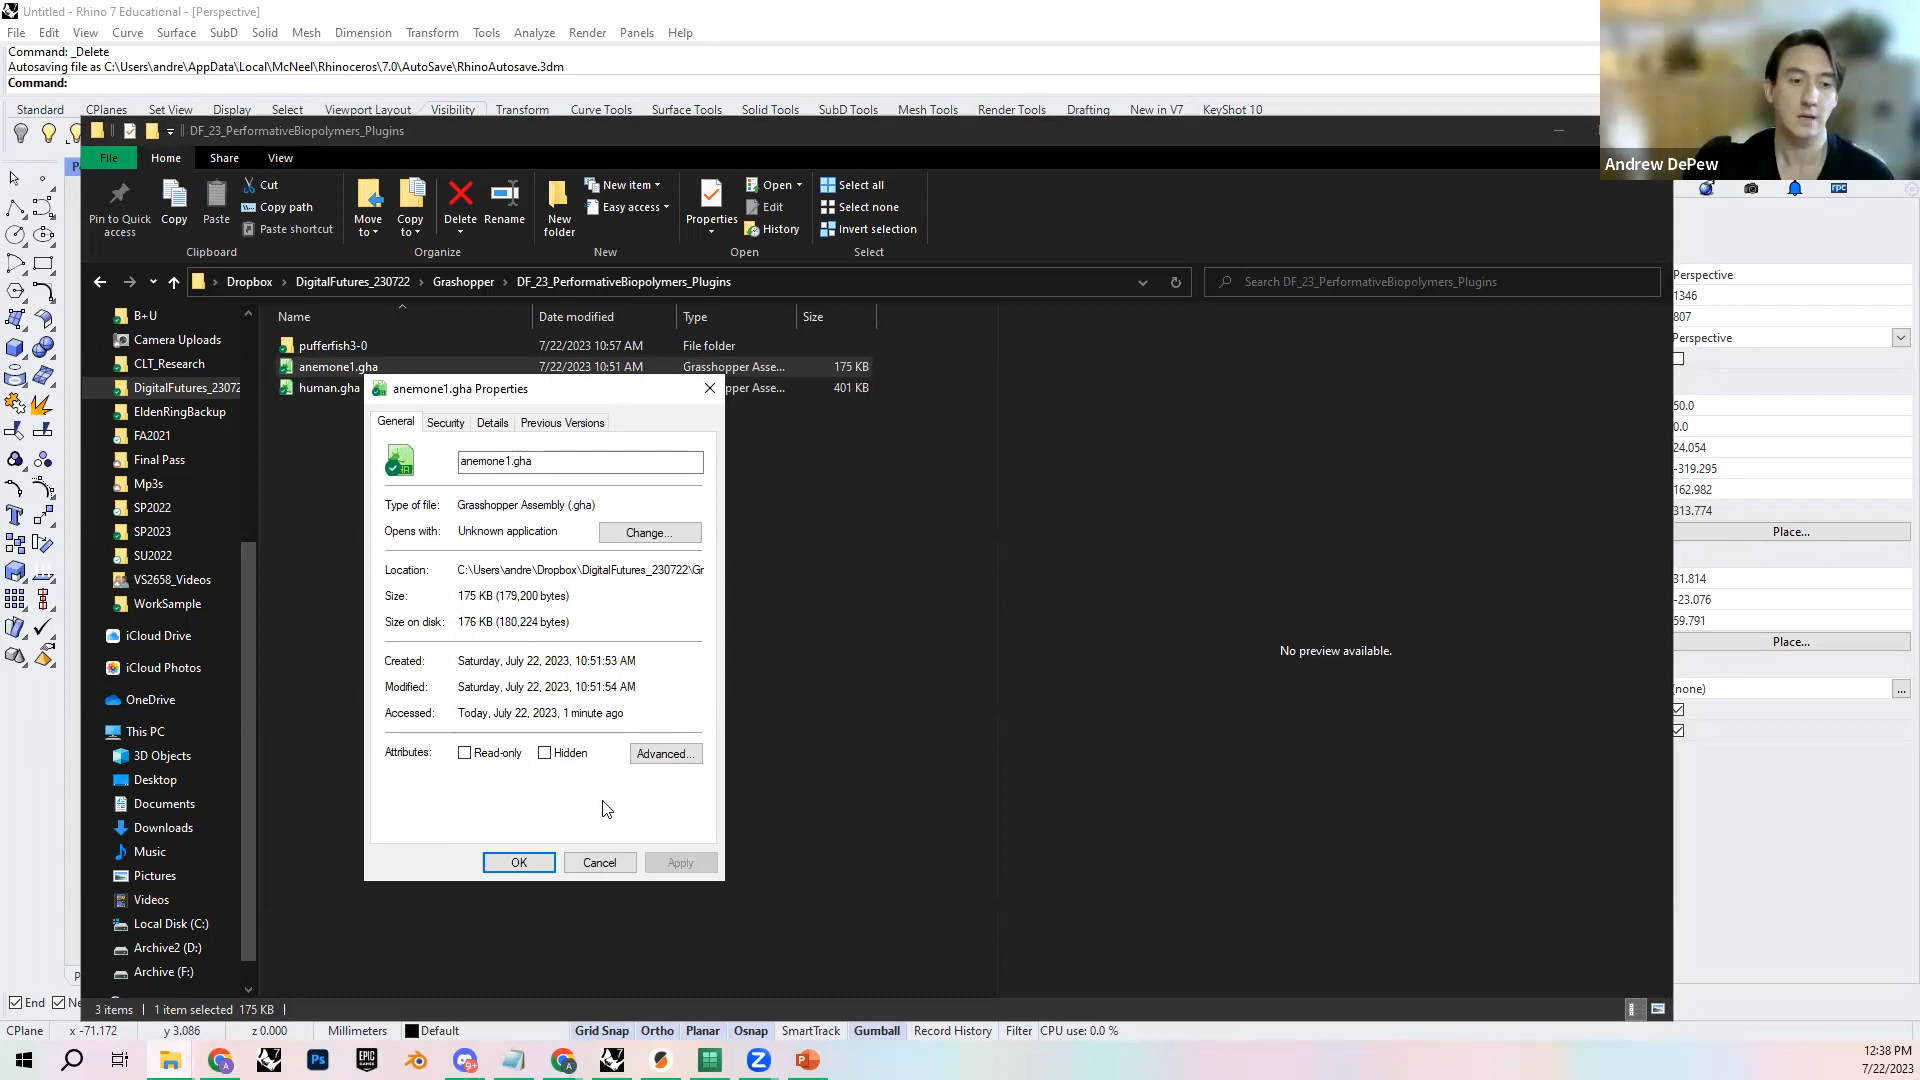 Untitled - Rhino 7 Educational - [Perspective]
File Edit View Curve Surface SubD Solid Mesh Dimension Transform Tools Analyze Render Panels Help
Command: _Delete
Autosaving file as C:\Users\andre\AppData\Local\McNeel\Rhinoceros\7.0\AutoSave\RhinoAutosave.3dm
Command:
Standard CPlanes Set View Display Select Viewport Layout Visibility Transform Curve Tools Surface Tools Solid Tools SubD Tools Mesh Tools Render Tools Drafting New in V7 KeyShot 10
DF_23_PerformativeBiopolymers_Plugins
File Home Share View
Andrew DePew
rpc
Pin to Quick access
Copy
Paste
Cut
Copy path
Paste shortcut
Clipboard
Move to
Copy to
Delete
Rename
Organize
New folder
New item
Easy access
New
Properties
Open
Edit
History
Open
Select all
Select none
Invert selection
Select
Dropbox > DigitalFutures_230722 > Grashopper > DF_23_PerformativeBiopolymers_Plugins
Search DF_23_PerformativeBiopolymers_Plugins
Name Date modified Type Size
pufferfish3-0 7/22/2023 10:57 AM File folder
anemone1.gha 7/22/2023 10:51 AM Grasshopper Asse... 175 KB
human.gha hopper Asse... 401 KB
B+U
Camera Uploads
CLT_Research
DigitalFutures_23072
EldenRingBackup
FA2021
Final Pass
Mp3s
SP2022
SP2023
SU2022
VS2658_Videos
WorkSample
iCloud Drive
iCloud Photos
OneDrive
This PC
3D Objects
Desktop
Documents
Downloads
Music
Pictures
Videos
Local Disk (C:)
Archive2 (D:)
Archive (F:)
anemone1.gha Properties
General Security Details Previous Versions
anemone1.gha
Type of file: Grasshopper Assembly (.gha)
Opens with: Unknown application Change...
Location: C:\Users\andre\Dropbox\DigitalFutures_230722\Gr
Size: 175 KB (179,200 bytes)
Size on disk: 176 KB (180,224 bytes)
Created: Saturday, July 22, 2023, 10:51:53 AM
Modified: Saturday, July 22, 2023, 10:51:54 AM
Accessed: Today, July 22, 2023, 1 minute ago
Attributes: Read-only Hidden Advanced...
OK Cancel Apply
No preview available.
Perspective
1346
807
Perspective
50.0
0.0
24.054
-319.295
162.982
313.774
Place...
31.814
-23.076
59.791
Place...
(none) ...
3 items 1 item selected 175 KB
End Ne
CPlane x -71.172 y 3.086 z 0.000 Millimeters Default Grid Snap Ortho Planar Osnap SmartTrack Gumball Record History Filter CPU use: 0.0 %
12:38 PM
7/22/2023